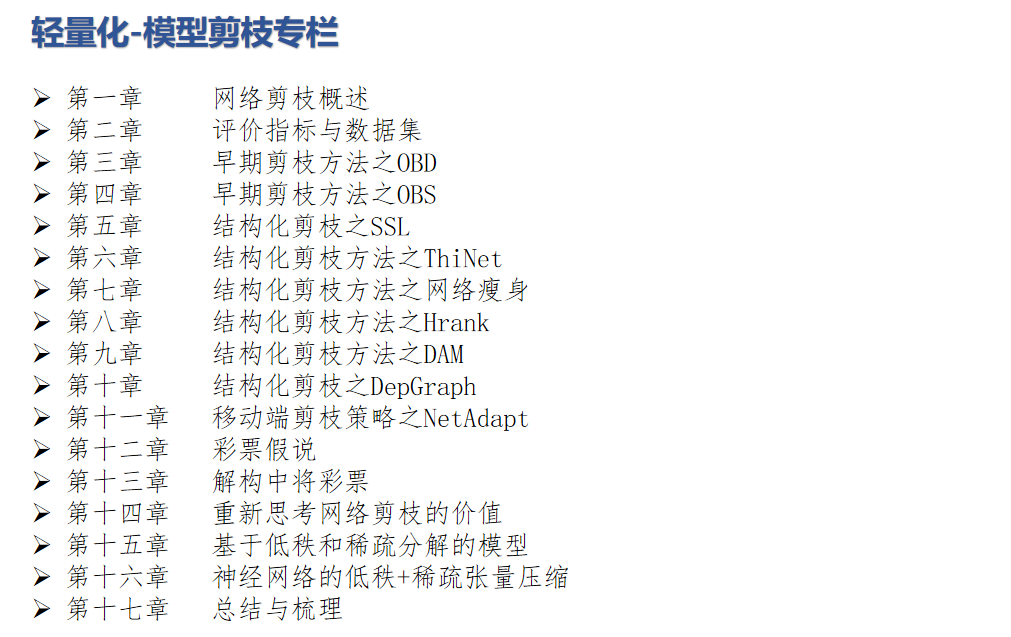 轻量化-模型剪枝专栏
➢ 第一章 网络剪枝概述
➢ 第二章 评价指标与数据集
➢ 第三章 早期剪枝方法之OBD
➢ 第四章 早期剪枝方法之OBS
➢ 第五章 结构化剪枝之SSL
➢ 第六章 结构化剪枝方法之ThiNet
➢ 第七章 结构化剪枝方法之网络瘦身
➢ 第八章 结构化剪枝方法之Hrank
➢ 第九章 结构化剪枝方法之DAM
➢ 第十章 结构化剪枝之DepGraph
➢ 第十一章 移动端剪枝策略之NetAdapt
➢ 第十二章 彩票假说
➢ 第十三章 解构中将彩票
➢ 第十四章 重新思考网络剪枝的价值
➢ 第十五章 基于低秩和稀疏分解的模型
➢ 第十六章 神经网络的低秩+稀疏张量压缩
➢ 第十七章 总结与梳理